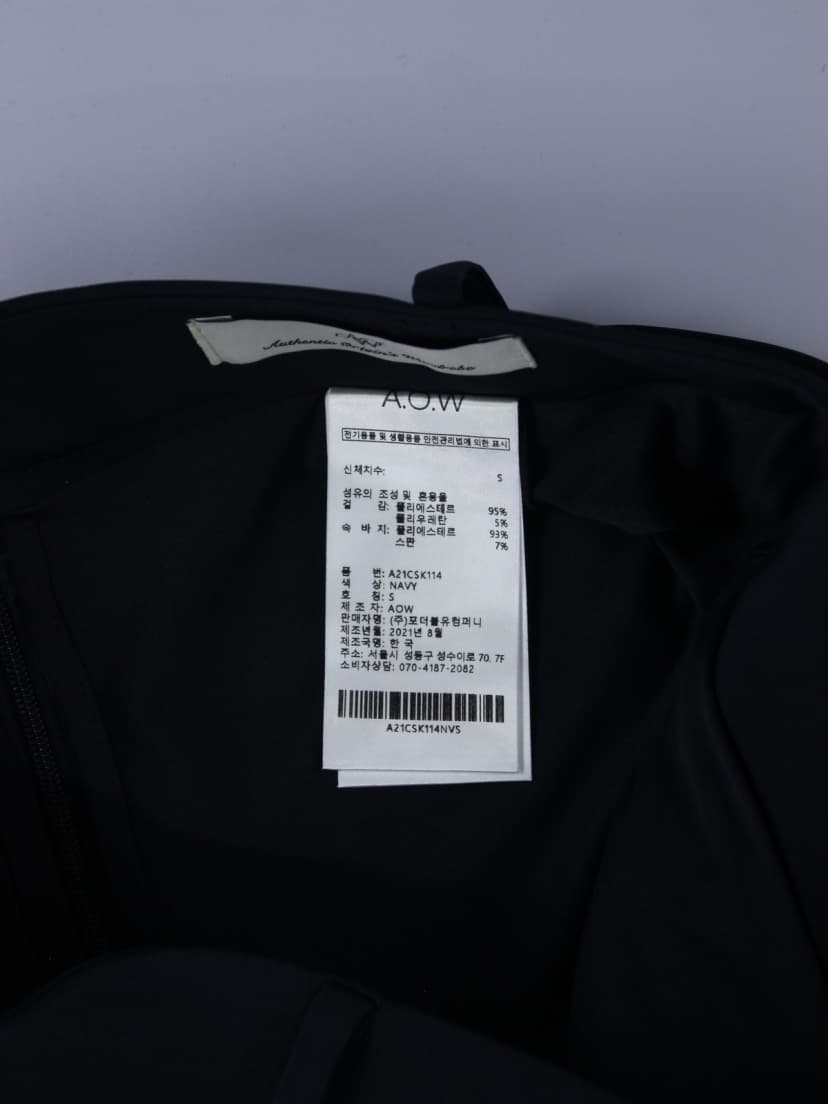 Authentic Ortein's Wardrobe
A.O.W
전기용품 및 생활용품 안전관리법에 의한 표시
신체치수: S
섬유의 조성 및 혼용율
겉 감: 폴리에스테르 95%
폴리우레탄 5%
속 바 지: 폴리에스테르 93%
스판 7%
품 번: A21CSK114
색 상: NAVY
호 칭: S
제 조 자: AOW
판매자명: (주)포더블유컴퍼니
제조년월: 2021년 8월
제조국명: 한 국
주소: 서울시 성동구 성수이로 70. 7F
소비자상담: 070-4187-2082
A21CSK114NVS